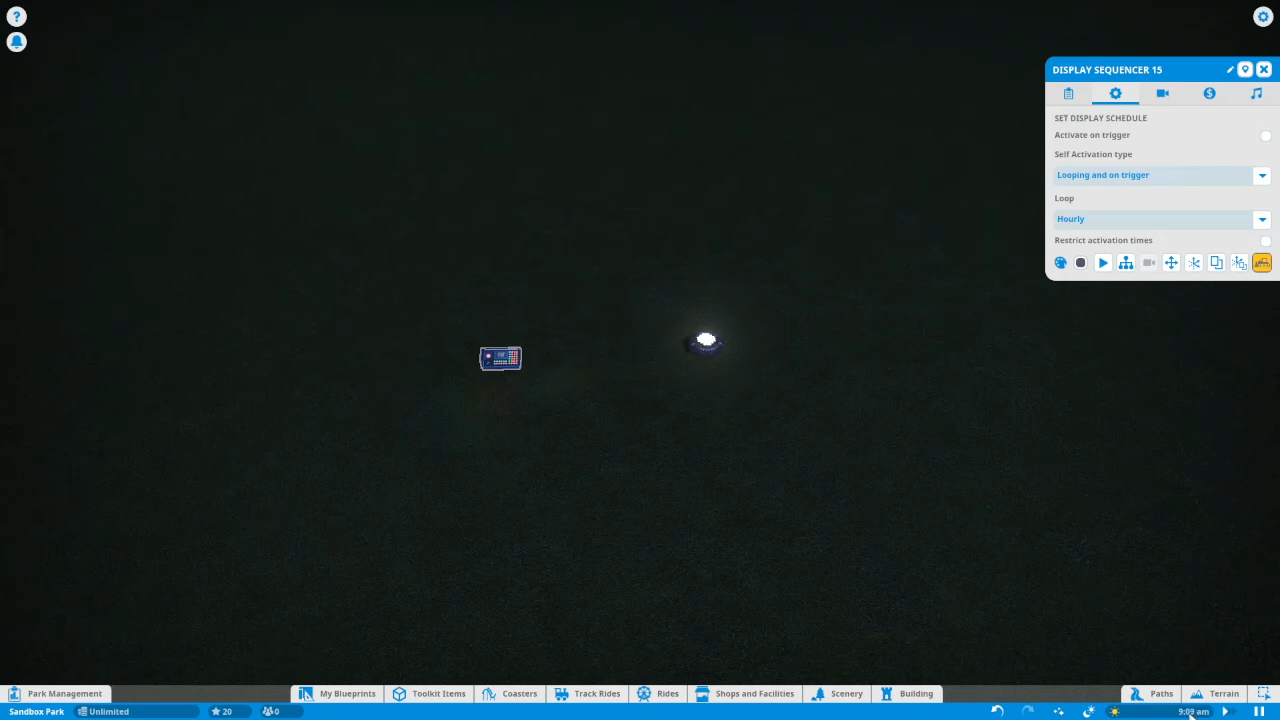 DISPLAY SEQUENCER 15
SET DISPLAY SCHEDULE
Activate on trigger
Self Activation type
Looping and on trigger
Loop
Hourly
Restrict activation times
Park Management
My Blueprints
Toolkit Items
Coasters
Track Rides
Rides
Shops and Facilities
Scenery
Building
Paths
Terrain
Sandbox Park
Unlimited
20
0
9:09 am